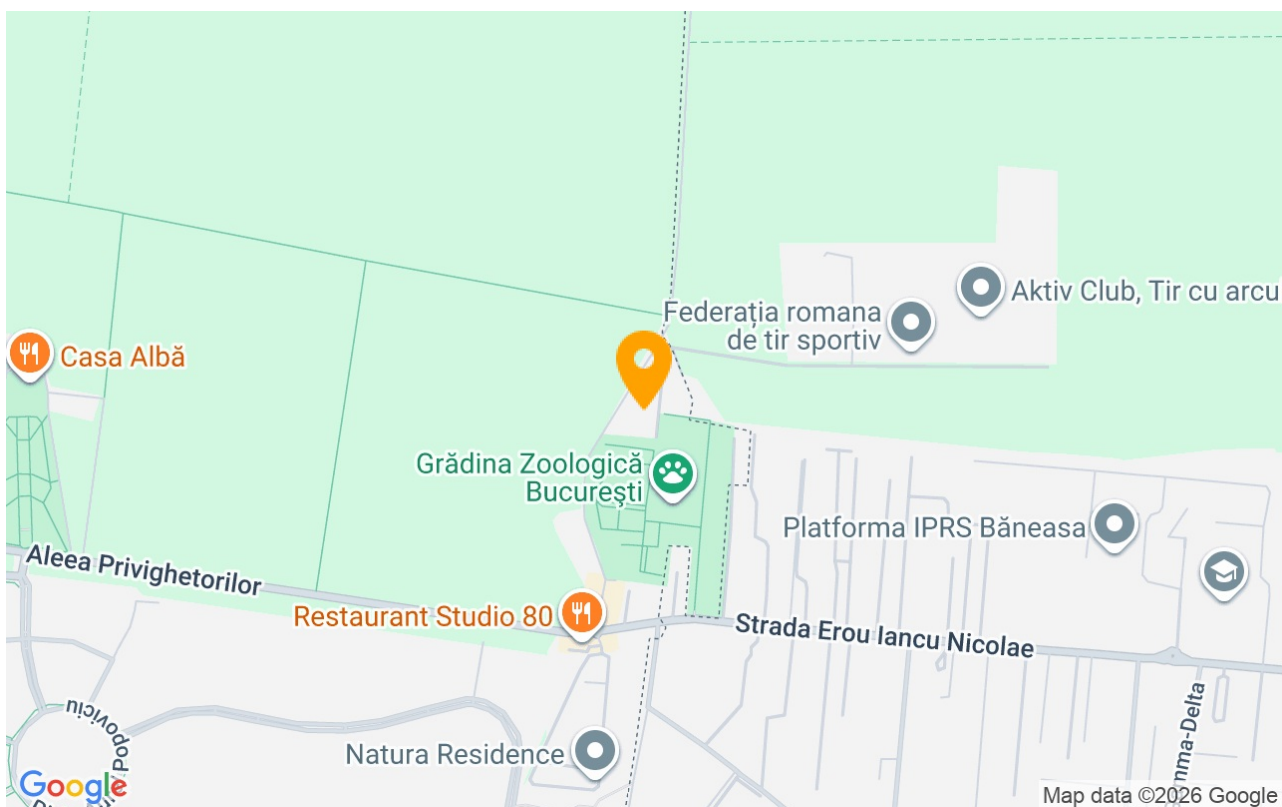 Aktiv Club, Tir cu arcu
Federația romana
de tir sportiv
Casa Albă
Grădina Zoologică
București
Platforma IPRS Băneasa
Aleea Privighetorilor
Restaurant Studio 80
Strada Erou Iancu Nicolae
Popoviciu
Natura Residence
mma-Delta
Google
Map data ©2026 Google